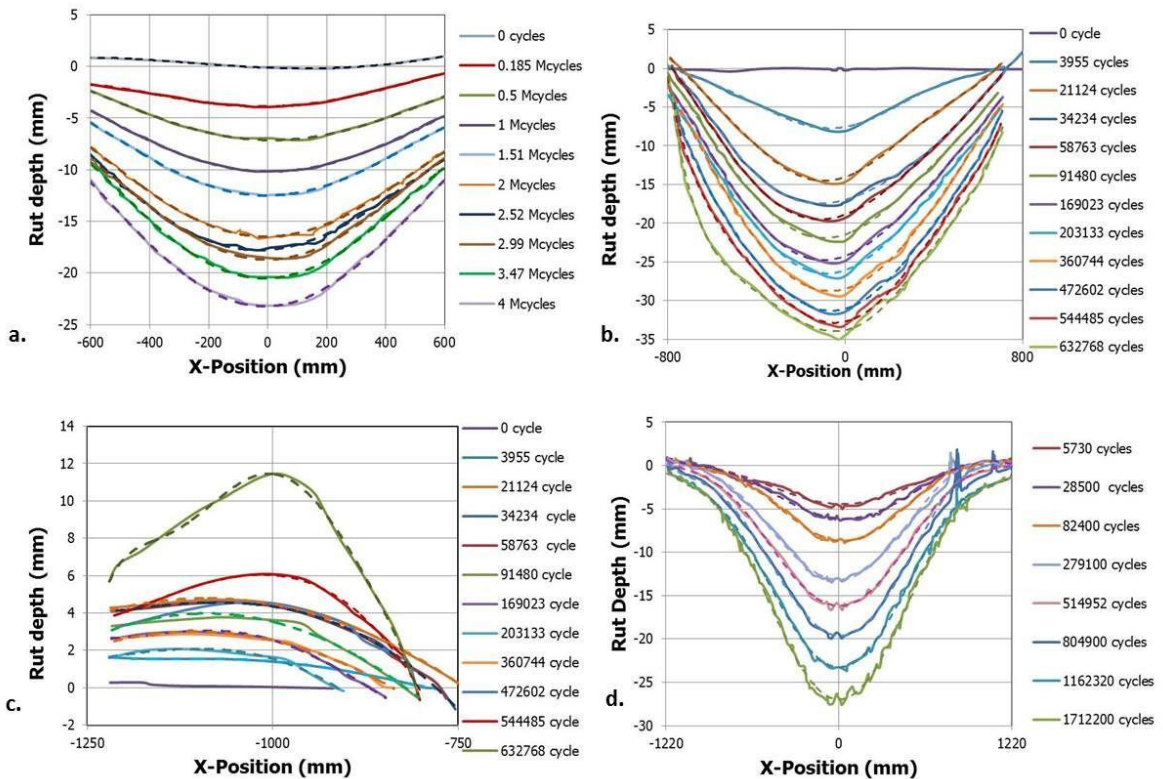 5
0
-5
-10
-15
-20
-25
-600 -400 -200 0 200 400 600
Rut depth (mm)
X-Position (mm)
0 cycles
0.185 Mcycles
0.5 Mcycles
1 Mcycles
1.51 Mcycles
2 Mcycles
2.52 Mcycles
2.99 Mcycles
3.47 Mcycles
4 Mcycles
a.
5
0
-5
-10
-15
-20
-25
-30
-35
-800 0 800
Rut depth (mm)
X-Position (mm)
0 cycle
3955 cycles
21124 cycles
34234 cycles
58763 cycles
91480 cycles
169023 cycles
203133 cycles
360744 cycles
472602 cycles
544485 cycles
632768 cycles
b.
14
12
10
8
6
4
2
0
-2
-1250 -1000 -750
Rut depth (mm)
X-Position (mm)
0 cycle
3955 cycle
21124 cycle
34234 cycle
58763 cycle
91480 cycle
169023 cycle
203133 cycle
360744 cycle
472602 cycle
544485 cycle
632768 cycle
c.
5
0
-5
-10
-15
-20
-25
-30
-1220 0 1220
Rut Depth (mm)
X-Position (mm)
5730 cycles
28500 cycles
82400 cycles
279100 cycles
514952 cycles
804900 cycles
1162320 cycles
1712200 cycles
d.